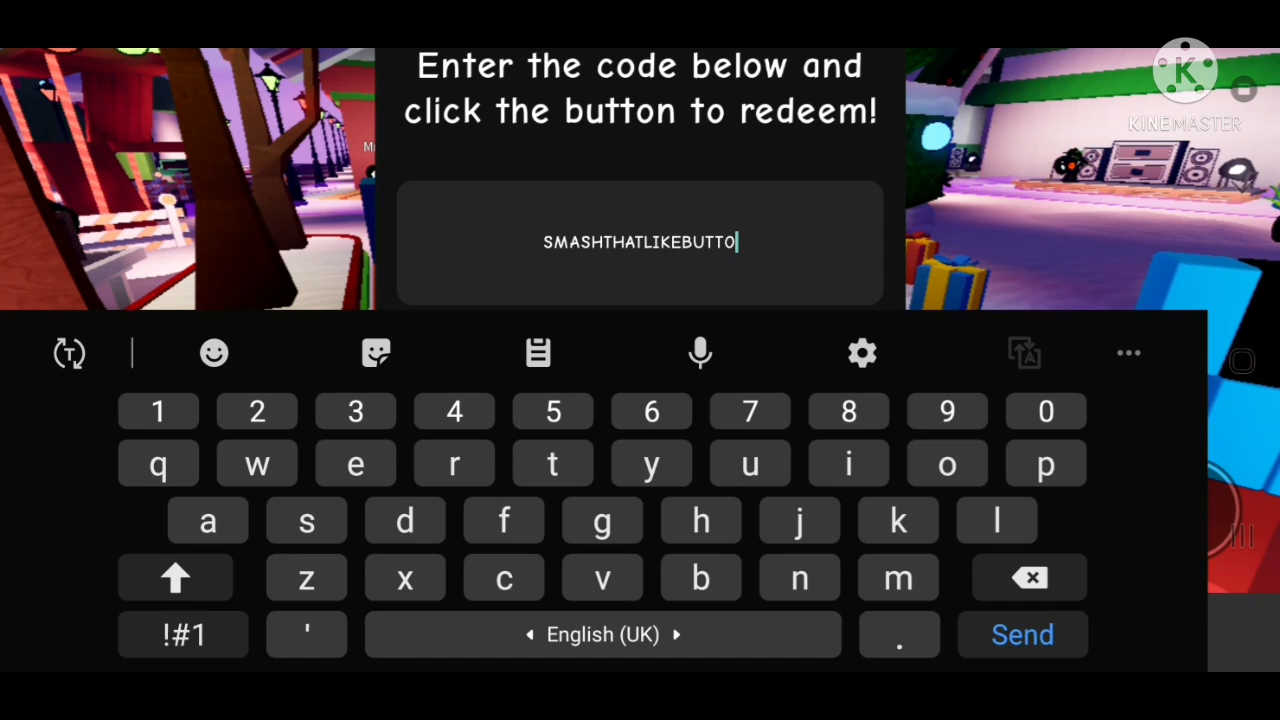 Enter the code below and
click the button to redeem!
KINEMASTER
SMASHTHATLIKEBUTTO
1 2 3 4 5 6 7 8 9 0
q w e r t y u i o p
a s d f g h j k l
z x c v b n m
!#1 ' English (UK) . Send